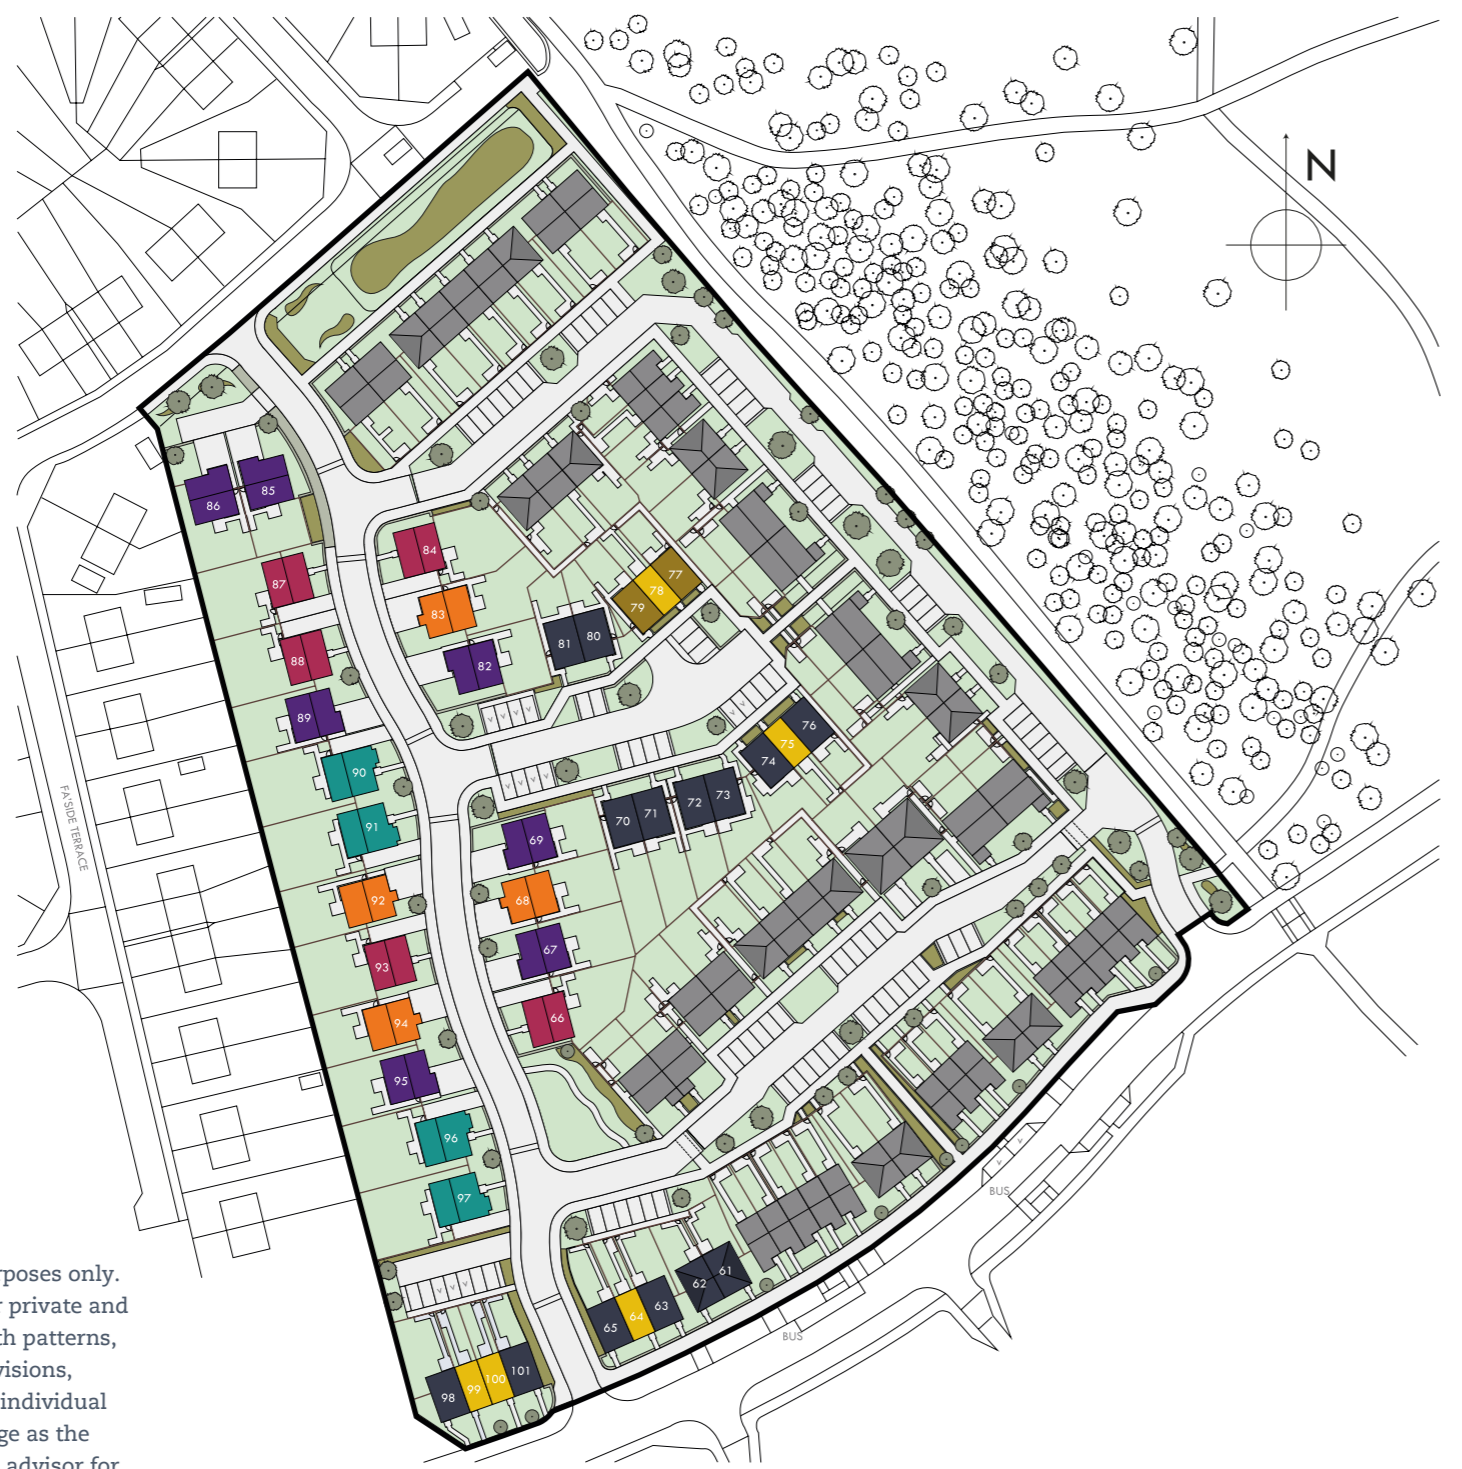 N
86
85
87
84
83
88
82
81
80
79
78
77
89
90
76
75
74
91
73
72
71
70
69
92
68
93
67
94
66
95
96
97
FA'SIDE TERRACE
BUS
BUS
61
62
63
64
65
98
99
100
101
V V V V
V V
V V V V
V V V
V
V
rposes only.
r private and
th patterns,
visions,
individual
ge as the
advisor for